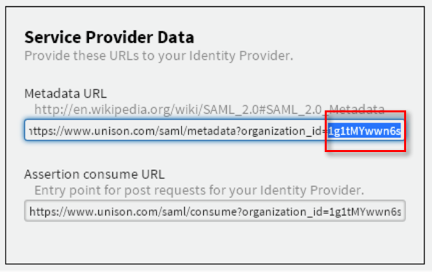 Service Provider Data
Provide these URLs to your Identity Provider.
Metadata URL
http://en.wikipedia.org/wiki/SAML_2.0#SAML_2.0_Metadata
https://www.unison.com/saml/metadata?organization_id=1g1tMYwwn6s
Assertion consume URL
Entry point for post requests for your Identity Provider.
https://www.unison.com/saml/consume?organization_id=1g1tMYwwn6s